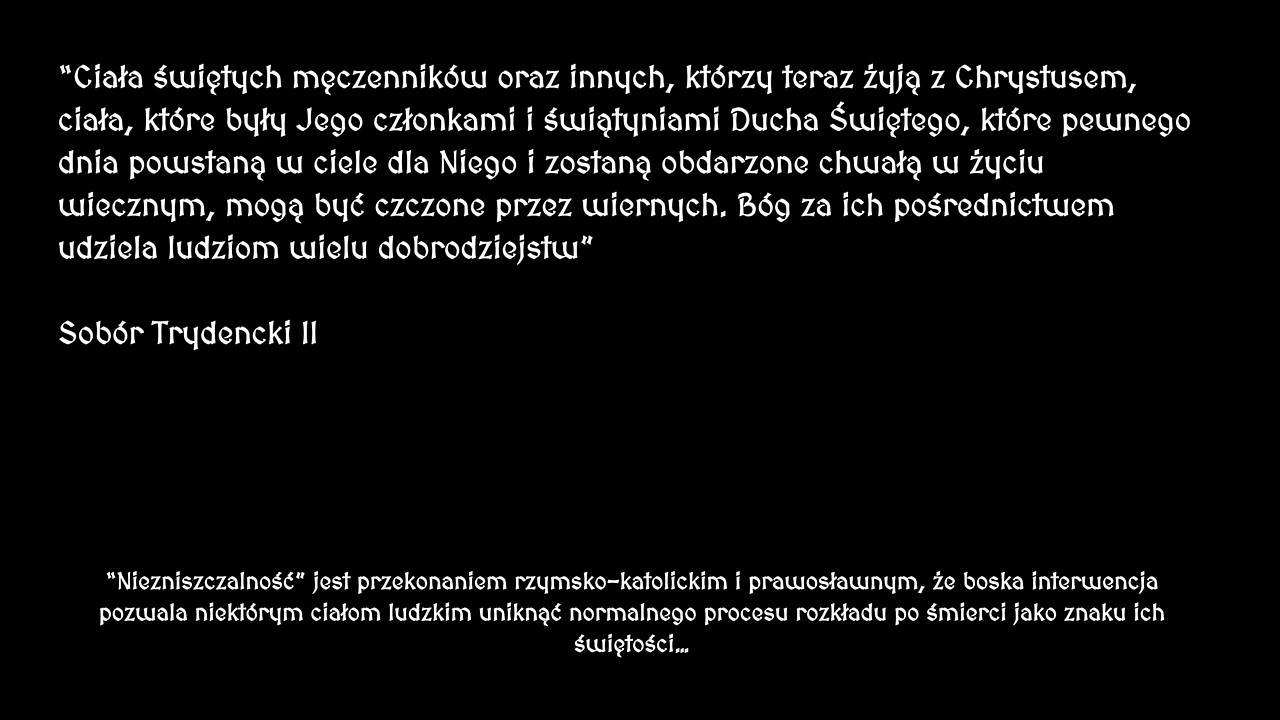 "Ciała świętych męczenników oraz innych, którzy teraz żyją z Chrystusem,
ciała, które były Jego członkami i świątyniami Ducha Świętego, które pewnego
dnia powstaną w ciele dla Niego i zostaną obdarzone chwałą w życiu
wiecznym, mogą być czczone przez wiernych. Bóg za ich pośrednictwem
udziela ludziom wielu dobrodziejstw"
Sobór Trydencki II
"Niezniszczalność" jest przekonaniem rzymsko-katolickim i prawosławnym, że boska interwencja
pozwala niektórym ciałom ludzkim uniknąć normalnego procesu rozkładu po śmierci jako znaku ich
świętości...